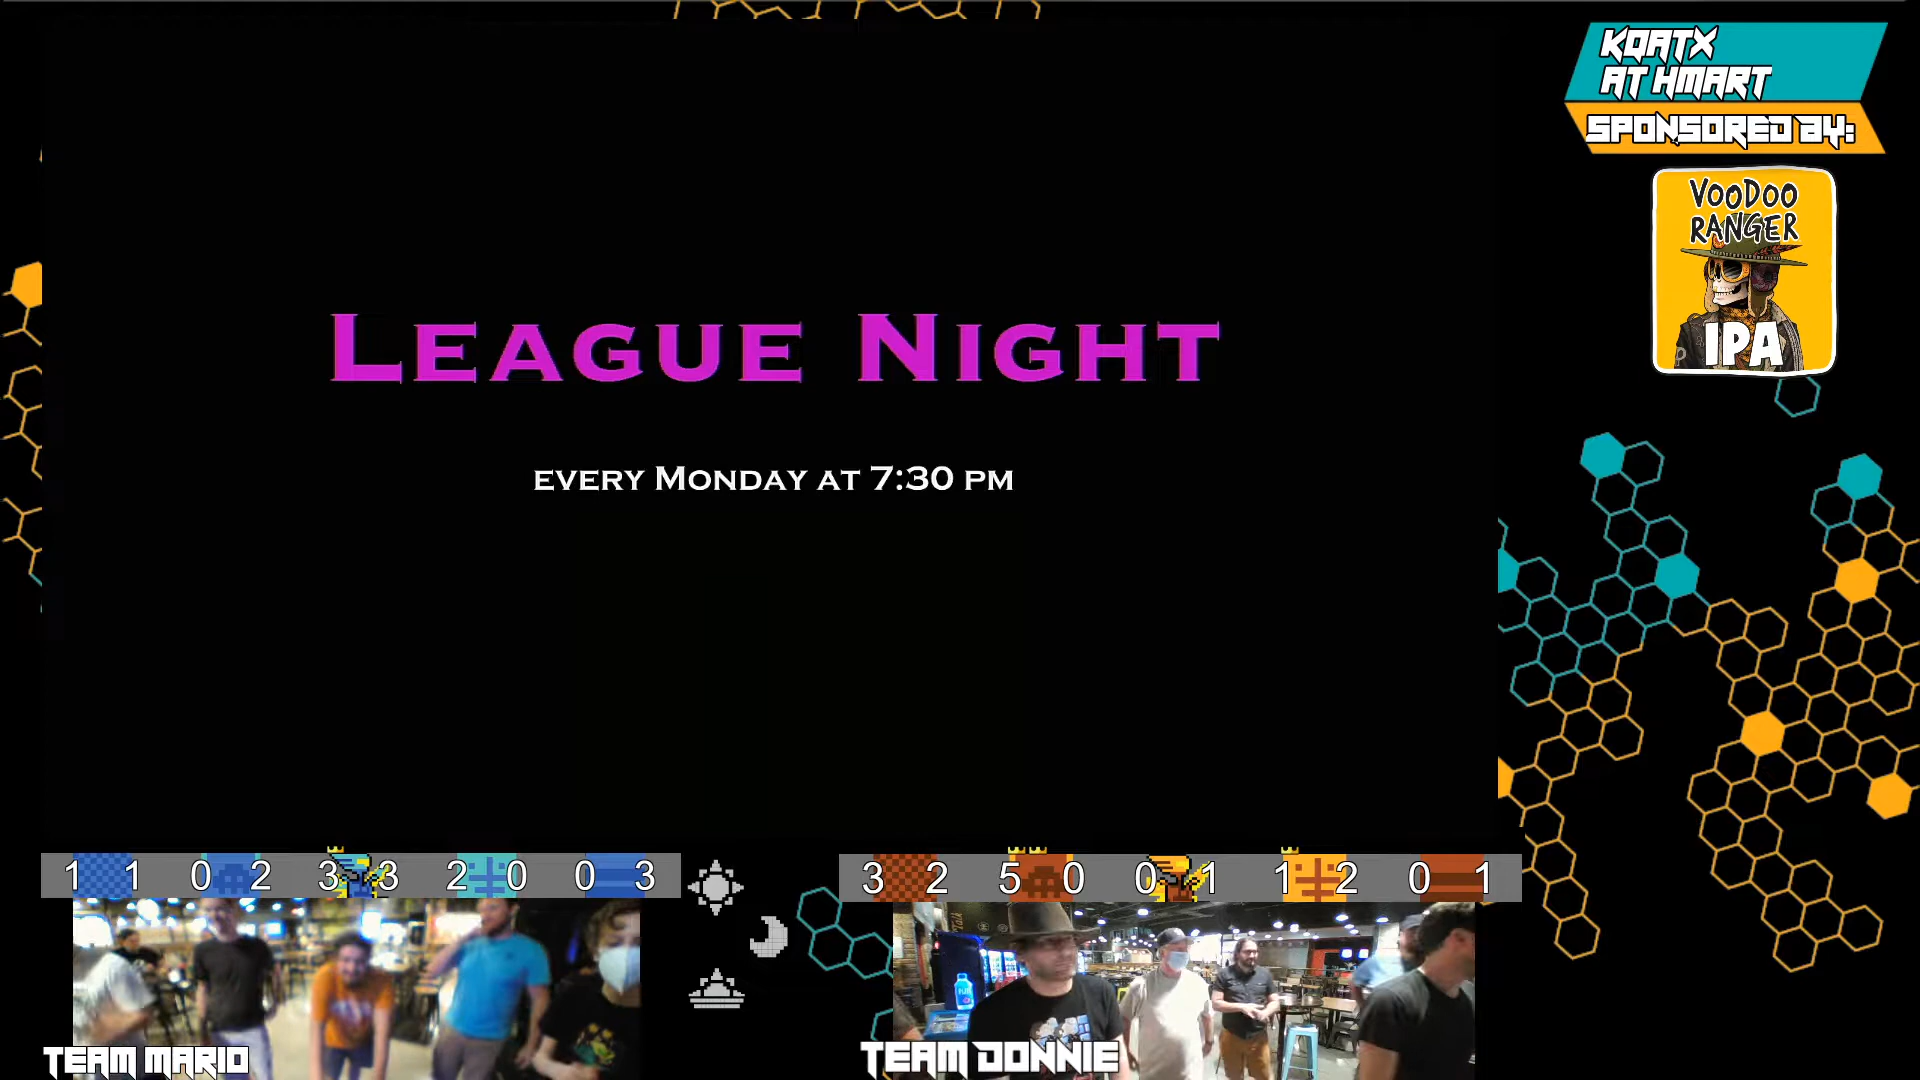 KQATX
AT HMART
SPONSORED BY:
VOODOO
RANGER
IPA
LEAGUE NIGHT
EVERY MONDAY AT 7:30 PM
1 1 0 2 3 3 2 0 0 3
3 2 5 0 0 1 1 2 0 1
TEAM MARIO
TEAM DONNIE